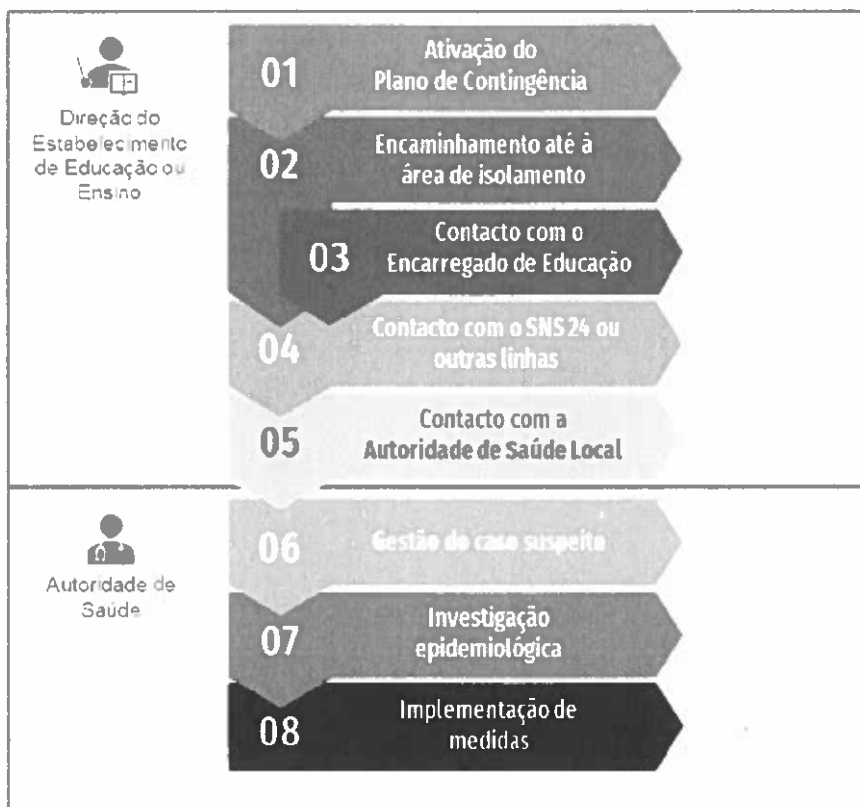 Direção do
Estabelecimento
de Educação ou
Ensino
01
Ativação do
Plano de Contingência
02
Encaminhamento até à
área de isolamento
03
Contacto com o
Encarregado de Educação
04
Contacto com o SNS 24 ou
outras linhas
05
Contacto com a
Autoridade de Saúde Local
Autoridade de
Saúde
06
Gestão do caso suspeito
07
Investigação
epidemiológica
08
Implementação de
medidas